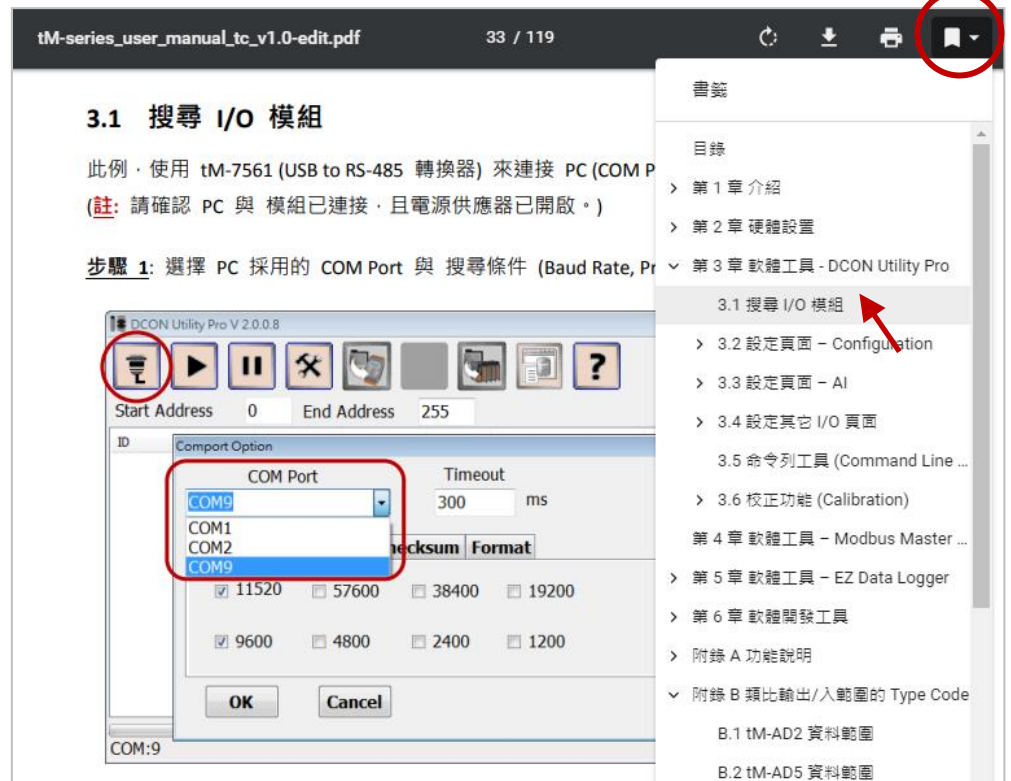 tM-series_user_manual_tc_v1.0-edit.pdf
33 / 119
3.1 搜尋 I/O 模組
此例，使用 tM-7561 (USB to RS-485 轉換器) 來連接 PC (COM P
(註: 請確認 PC 與 模組已連接，且電源供應器已開啟。)
步驟 1: 選擇 PC 採用的 COM Port 與 搜尋條件 (Baud Rate, Pr
DCON Utility Pro V 2.0.0.8
Start Address 0 End Address 255
ID
Comport Option
COM Port Timeout
COM9 300 ms
COM1
COM2
COM9
ecksum Format
11520 57600 38400 19200
9600 4800 2400 1200
OK Cancel
COM:9
書籤
目錄
第 1 章 介紹
第 2 章 硬體設置
第 3 章 軟體工具 - DCON Utility Pro
3.1 搜尋 I/O 模組
3.2 設定頁面 – Configuration
3.3 設定頁面 – AI
3.4 設定其它 I/O 頁面
3.5 命令列工具 (Command Line ...
3.6 校正功能 (Calibration)
第 4 章 軟體工具 – Modbus Master ...
第 5 章 軟體工具 – EZ Data Logger
第 6 章 軟體開發工具
附錄 A 功能說明
附錄 B 類比輸出/入範圍的 Type Code
B.1 tM-AD2 資料範圍
B.2 tM-AD5 資料範圍